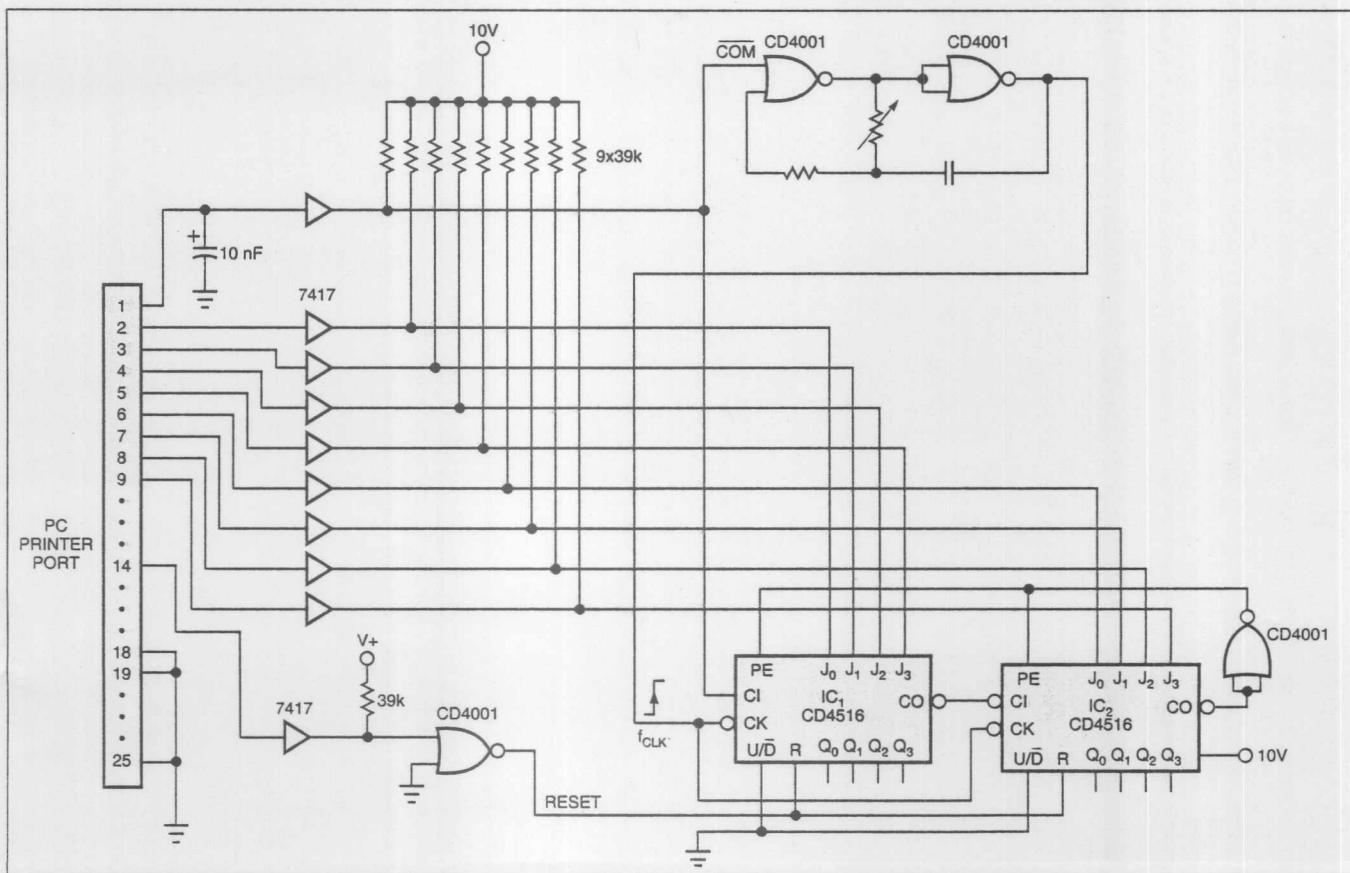 10V
COM
CD4001
CD4001
9x39k
+
10 nF
7417
1
2
3
4
5
6
7
8
9
14
18
19
25
PC
PRINTER
PORT
7417
V+
39k
CD4001
RESET
fCLK
PE
J0 J1 J2 J3
CI
IC1
CD4516
CO
CK
U/D R Q0 Q1 Q2 Q3
PE
J0 J1 J2 J3
CI
IC2
CD4516
CO
CK
U/D R Q0 Q1 Q2 Q3
10V
CD4001